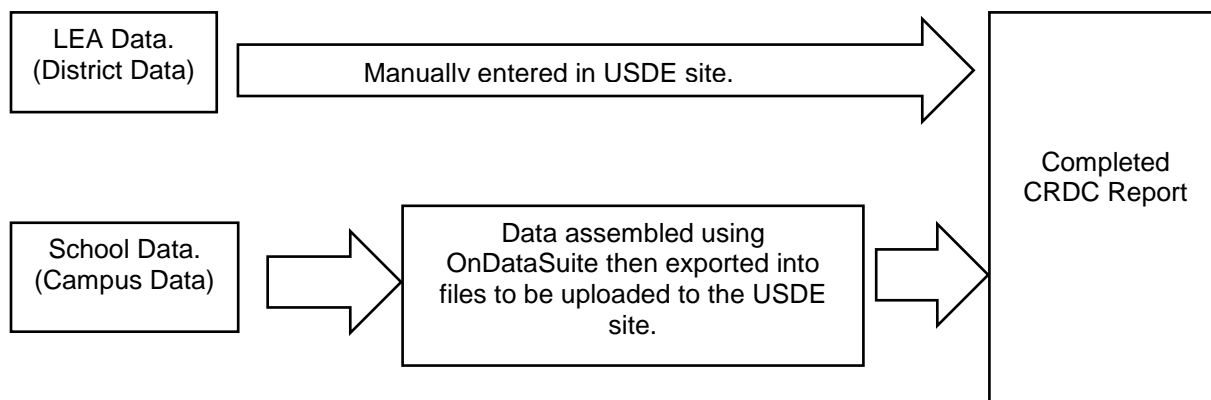 LEA Data.
(District Data)
Manually entered in USDE site.
Completed
CRDC Report
School Data.
(Campus Data)
Data assembled using
OnDataSuite then exported into
files to be uploaded to the USDE
site.